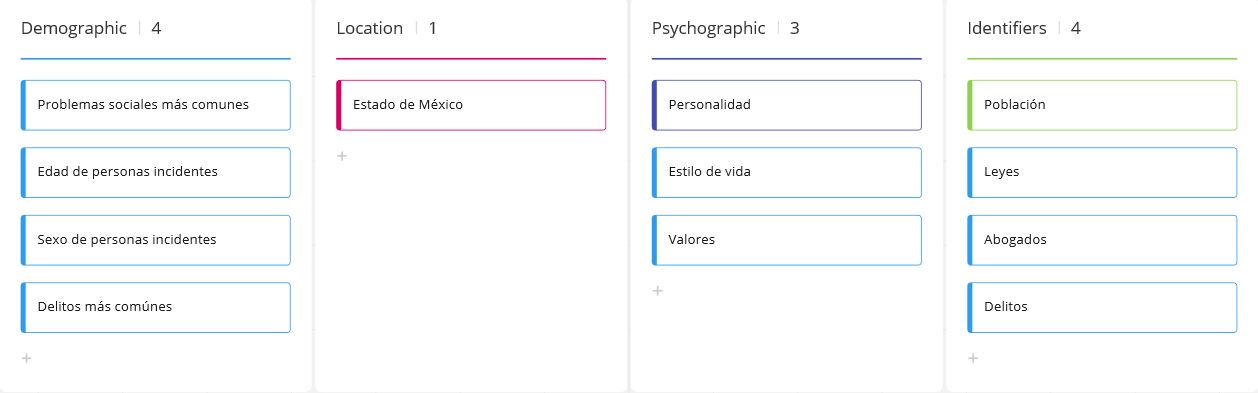 Demographic | 4
Problemas sociales más comunes
Edad de personas incidentes
Sexo de personas incidentes
Delitos más comúnes
+
Location | 1
Estado de México
+
Psychographic | 3
Personalidad
Estilo de vida
Valores
+
Identifiers | 4
Población
Leyes
Abogados
Delitos
+